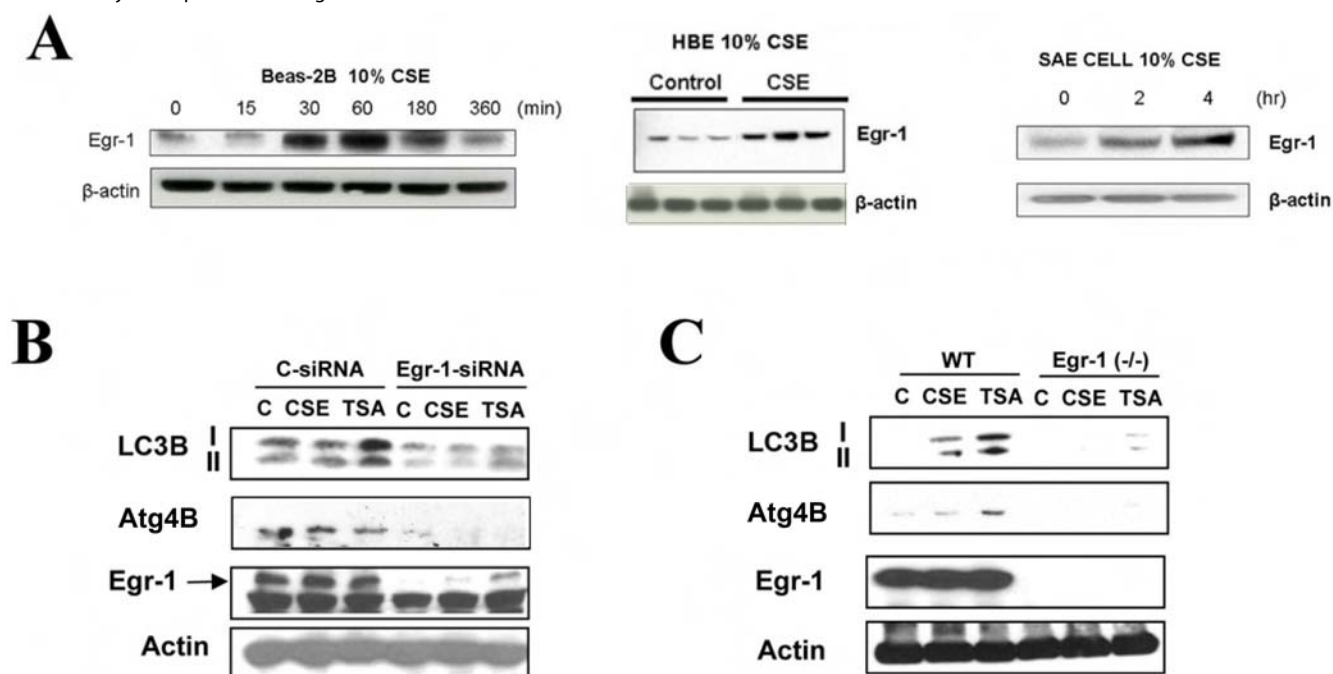 A
Beas-2B 10% CSE
0 15 30 60 180 360 (min)
Egr-1
β-actin
HBE 10% CSE
Control CSE
Egr-1
β-actin
SAE CELL 10% CSE
0 2 4 (hr)
Egr-1
β-actin
B
C-siRNA Egr-1-siRNA
C CSE TSA C CSE TSA
LC3B I
II
Atg4B
Egr-1
Actin
C
WT Egr-1 (-/-)
C CSE TSA C CSE TSA
LC3B I
II
Atg4B
Egr-1
Actin